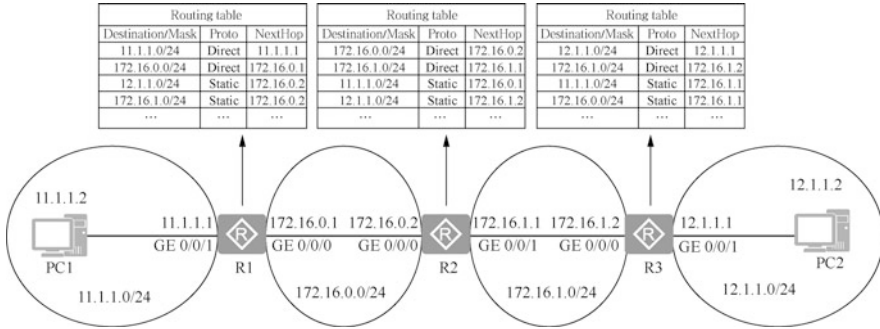 Routing table
Destination/Mask Proto NextHop
11.1.1.0/24 Direct 11.1.1.1
172.16.0.0/24 Direct 172.16.0.1
12.1.1.0/24 Static 172.16.0.2
172.16.1.0/24 Static 172.16.0.2
... ... ...
Routing table
Destination/Mask Proto NextHop
172.16.0.0/24 Direct 172.16.0.2
172.16.1.0/24 Direct 172.16.1.1
11.1.1.0/24 Static 172.16.0.1
12.1.1.0/24 Static 172.16.1.2
... ... ...
Routing table
Destination/Mask Proto NextHop
12.1.1.0/24 Direct 12.1.1.1
172.16.1.0/24 Direct 172.16.1.2
11.1.1.0/24 Static 172.16.1.1
172.16.0.0/24 Static 172.16.1.1
... ... ...
11.1.1.2
12.1.1.2
11.1.1.1 R 172.16.0.1 172.16.0.2 R 172.16.1.1 172.16.1.2 R 12.1.1.1
GE 0/0/1 GE 0/0/0 GE 0/0/0 GE 0/0/1 GE 0/0/0 GE 0/0/1
PC1 R1 R2 R3 PC2
11.1.1.0/24 172.16.0.0/24 172.16.1.0/24 12.1.1.0/24